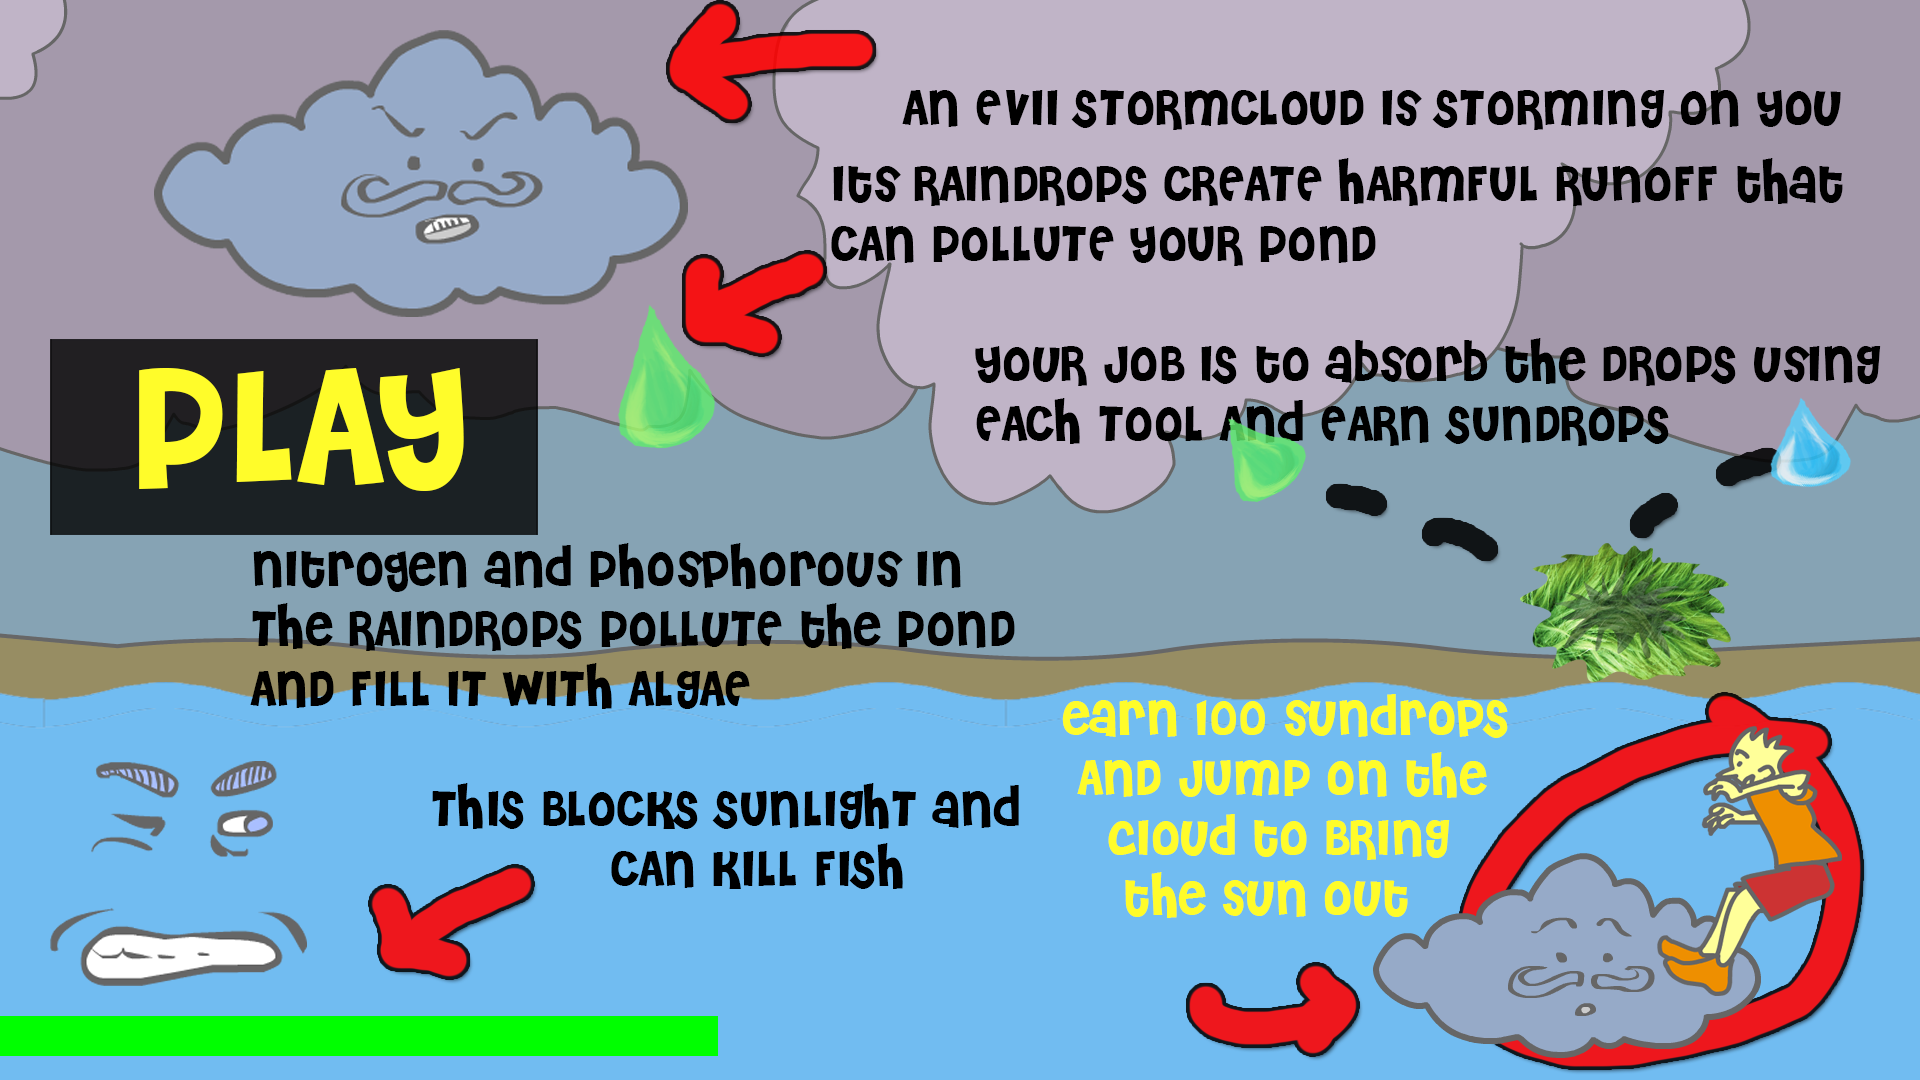 An evil stormcloud is storming on you
Its raindrops create harmful runoff that
can pollute your pond
PLAY
Your job is to absorb the drops using
each tool and earn sundrops
Nitrogen and Phosphorous in
the raindrops pollute the pond
and fill it with algae
earn 100 sundrops
and jump on the
cloud to bring
the sun out
This blocks sunlight and
can kill fish